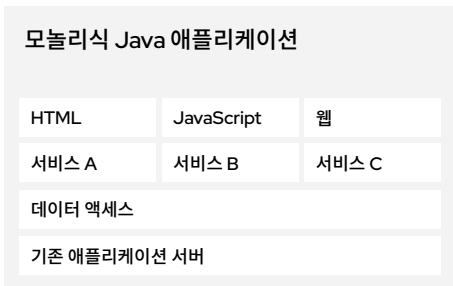 모놀리식 Java 애플리케이션
HTML JavaScript 웹
서비스 A 서비스 B 서비스 C
데이터 액세스
기존 애플리케이션 서버